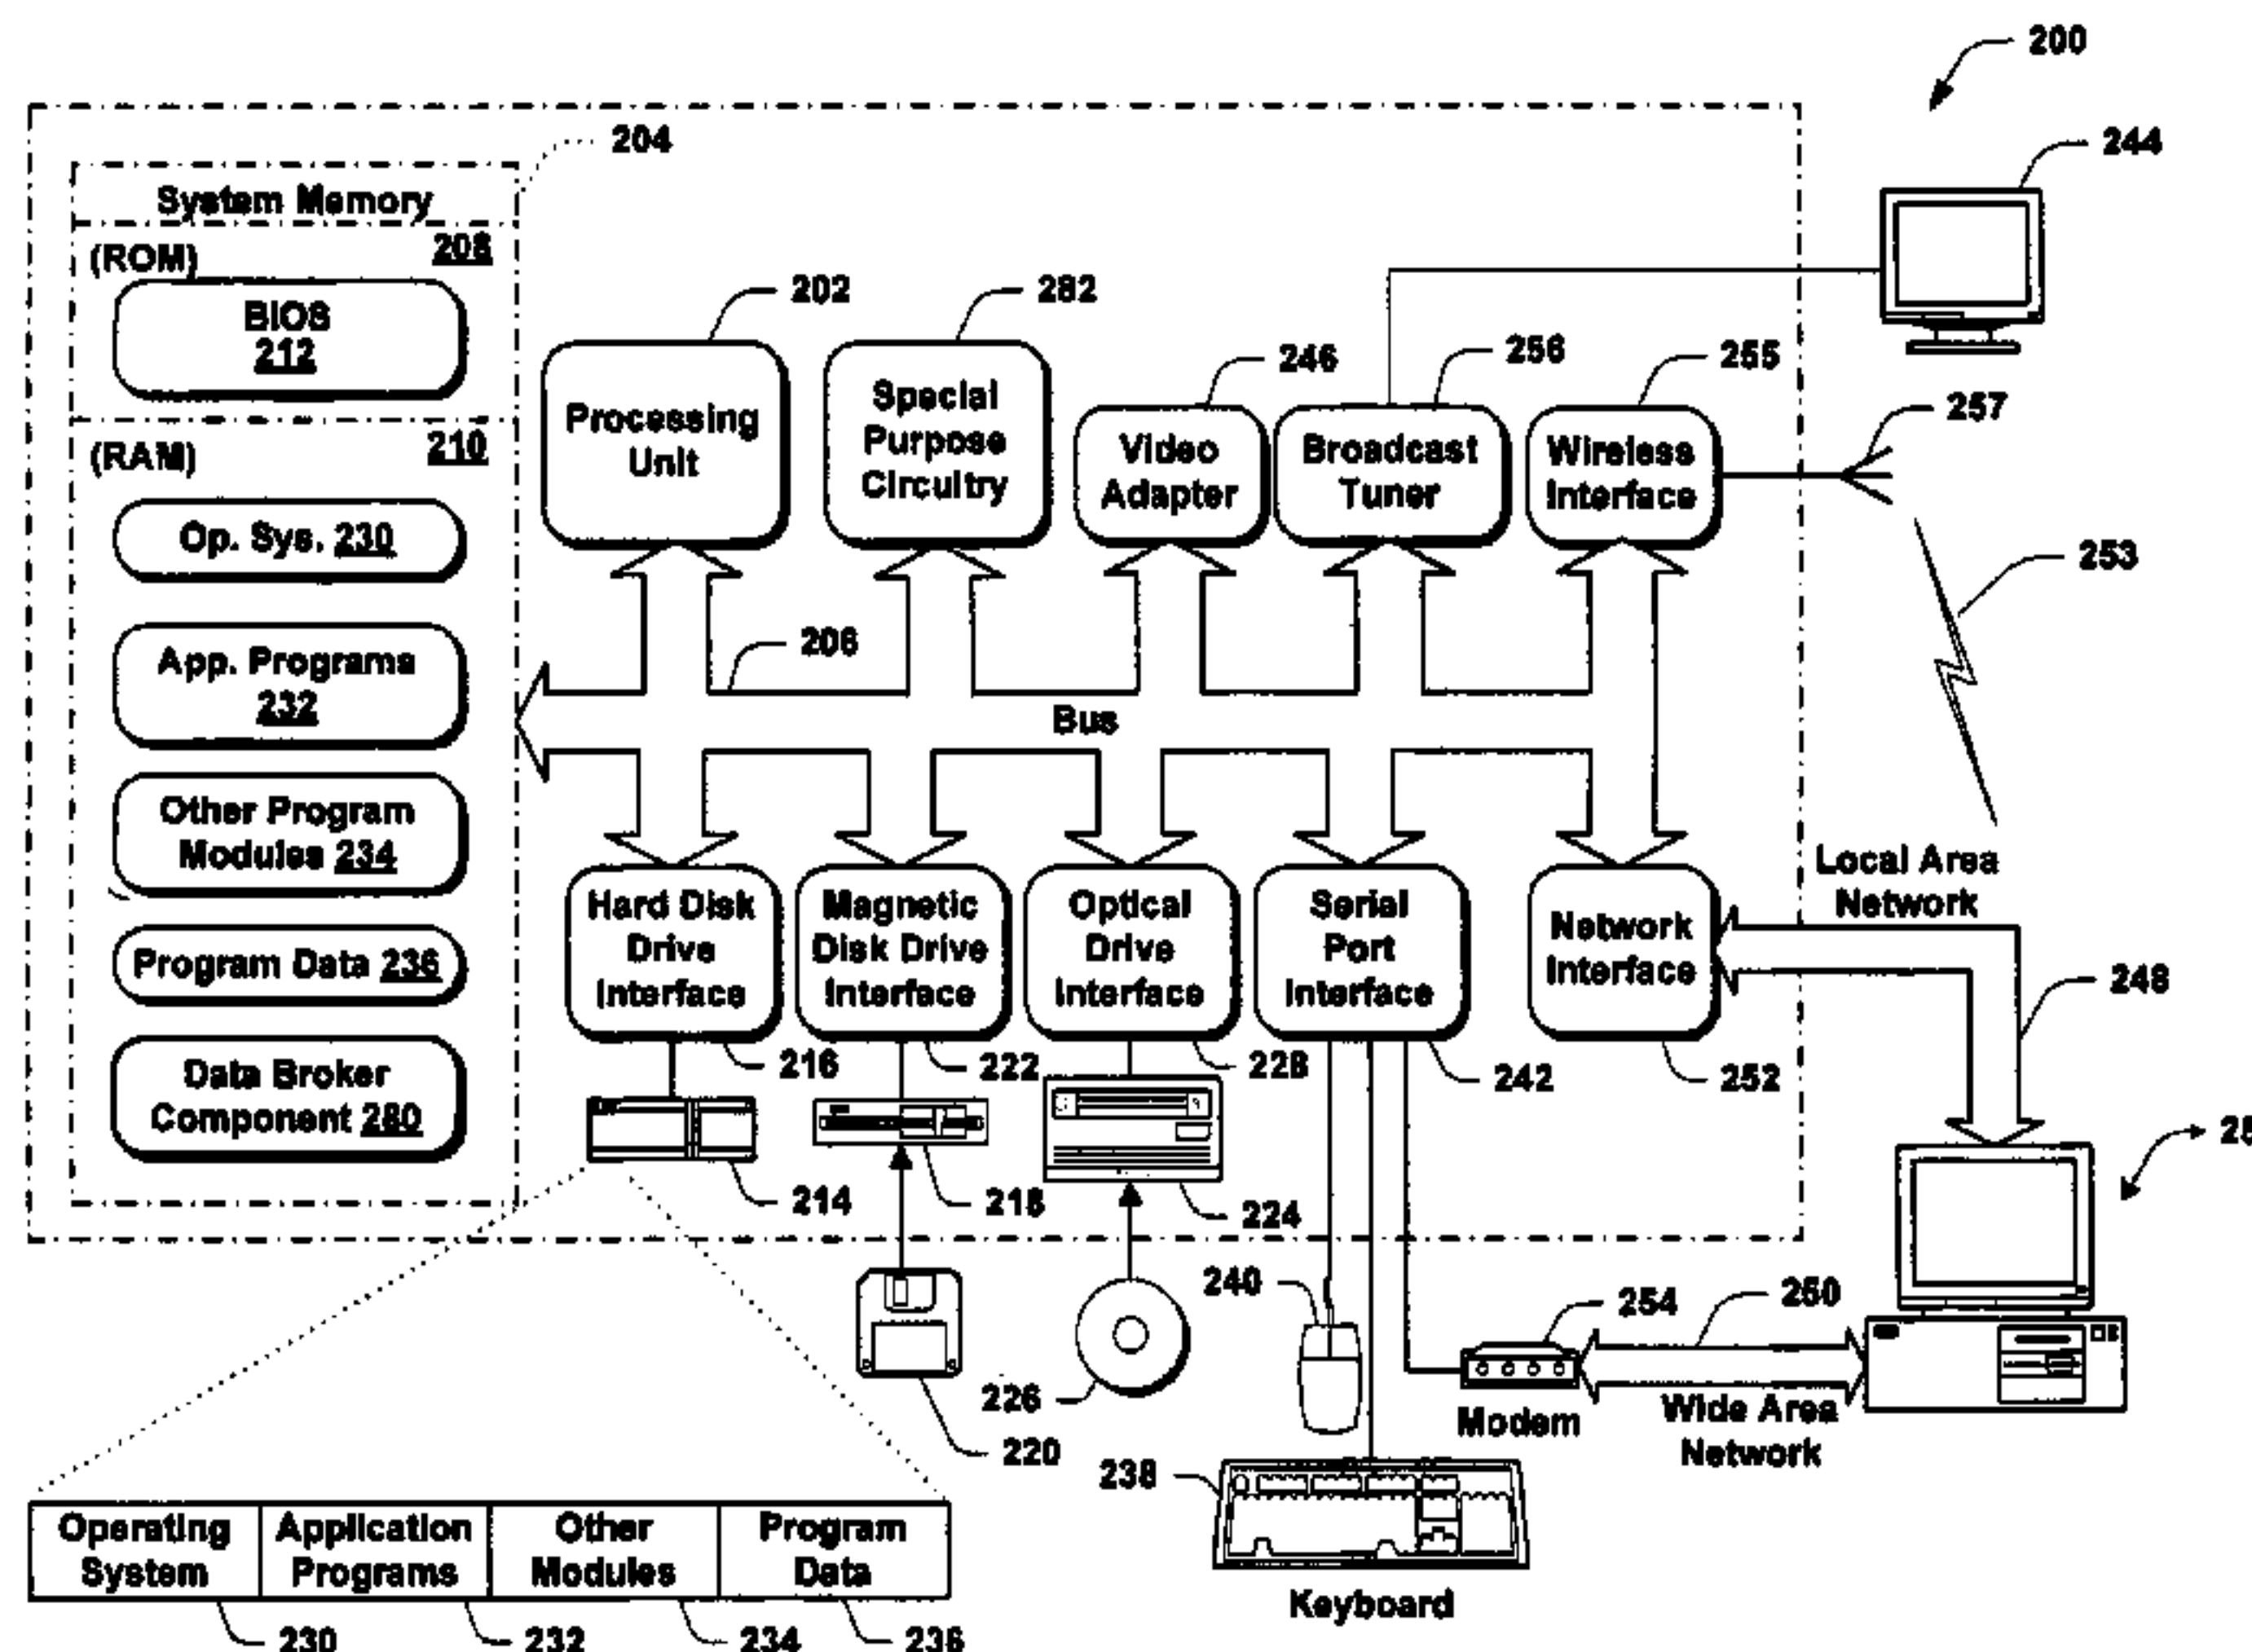 200
204
244
System Memory
(ROM) 208
BIOS
212
202
282
246
256
255
257
Processing
Unit
Special
Purpose
Circuitry
Video
Adapter
Broadcast
Tuner
Wireless
Interface
(RAM) 210
Op. Sys. 230
253
App. Programs
232
206
Bus
Other Program
Modules 234
Local Area
Network
Hard Disk
Drive
Interface
Magnetic
Disk Drive
Interface
Optical
Drive
Interface
Serial
Port
Interface
Network
Interface
Program Data 236
248
Data Broker
Component 280
216
222
228
242
252
214
218
224
240
254
250
226
Modem
Wide Area
Network
220
238
Operating
System
Application
Programs
Other
Modules
Program
Data
Keyboard
230
232
234
236